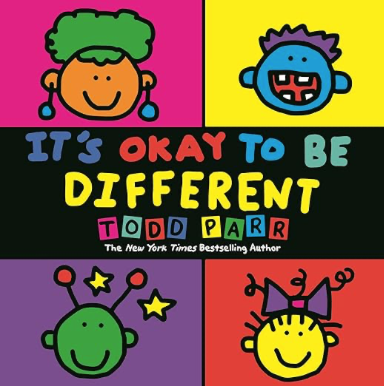 IT'S OKAY TO BE
DIFFERENT
TODD PARR
The New York Times Bestselling Author